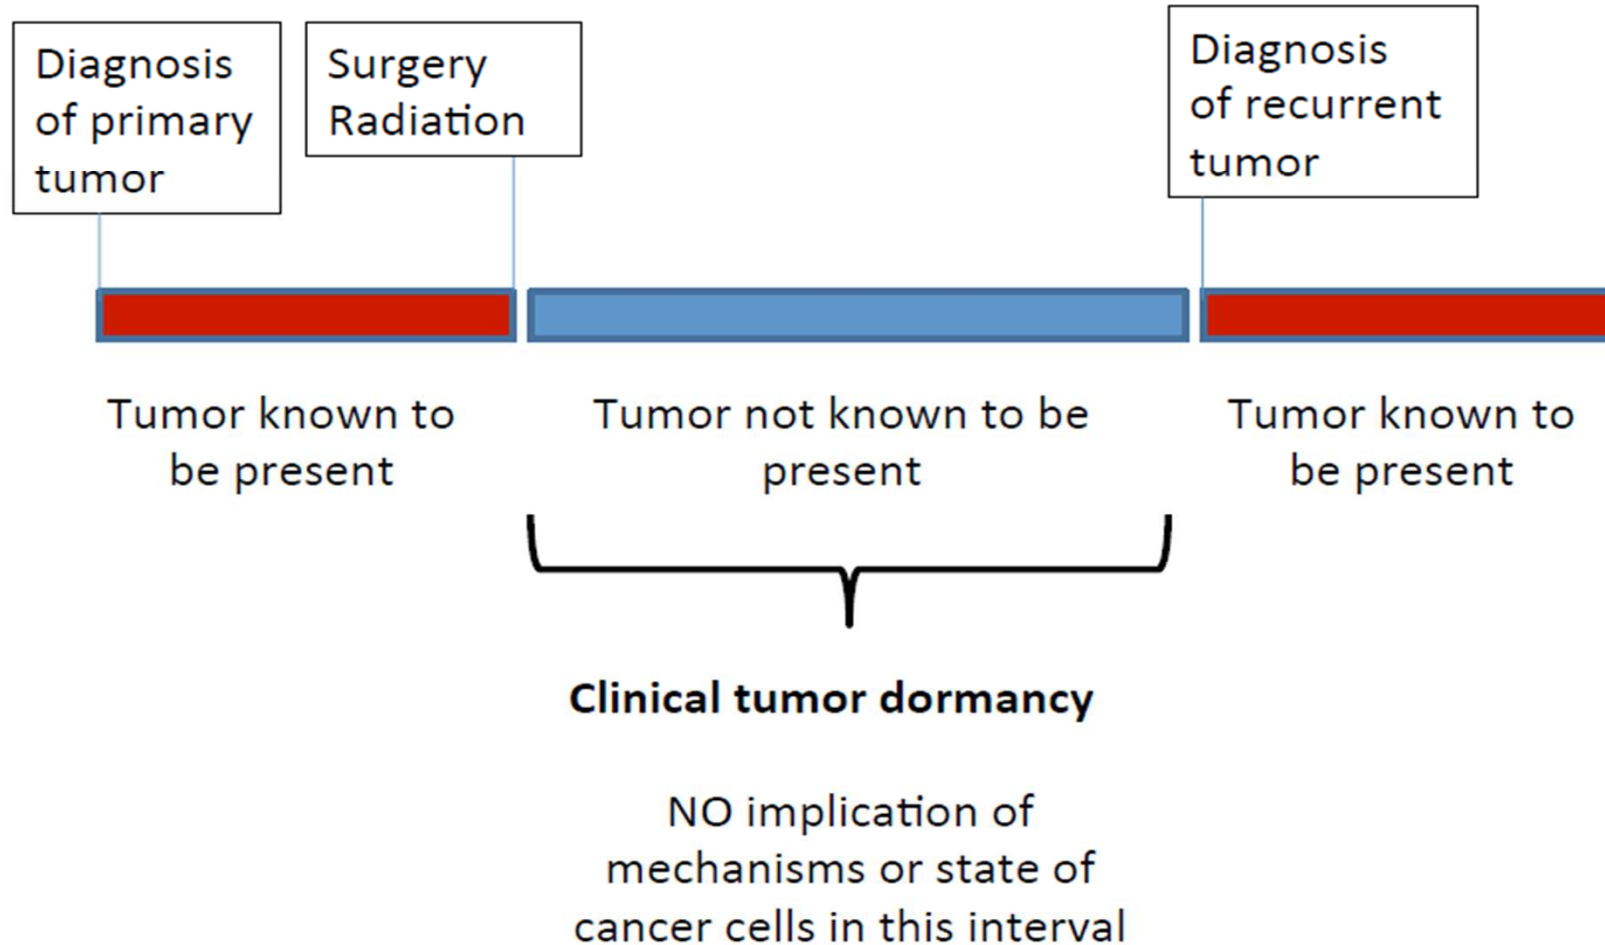 Diagnosis
of primary
tumor
Surgery
Radiation
Diagnosis
of recurrent
tumor
Tumor known to
be present
Tumor not known to be
present
Tumor known to
be present
Clinical tumor dormancy
NO implication of
mechanisms or state of
cancer cells in this interval